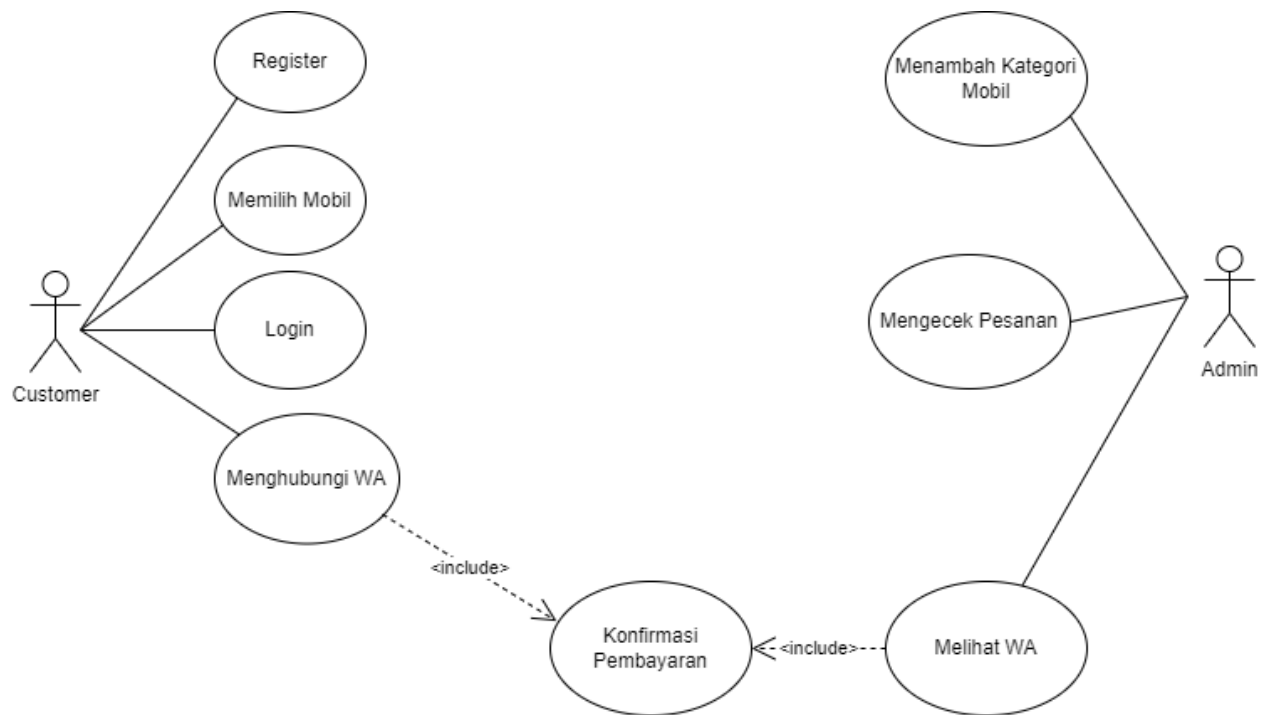 Register
Menambah Kategori
Mobil
Memilih Mobil
Login
Mengecek Pesanan
Customer
Admin
Menghubungi WA
<include>
Konfirmasi
Pembayaran
<include>
Melihat WA